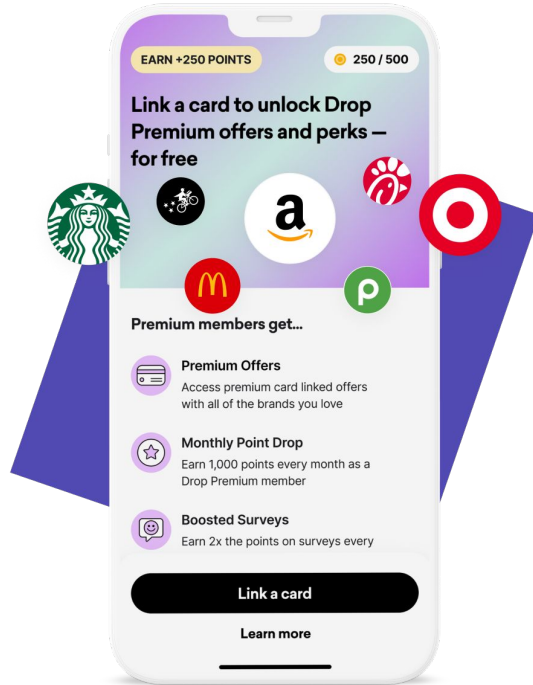 EARN +250 POINTS
250 / 500
Link a card to unlock Drop
Premium offers and perks —
for free
a
Premium members get...
Premium Offers
Access premium card linked offers
with all of the brands you love
Monthly Point Drop
Earn 1,000 points every month as a
Drop Premium member
Boosted Surveys
Earn 2x the points on surveys every
Link a card
Learn more